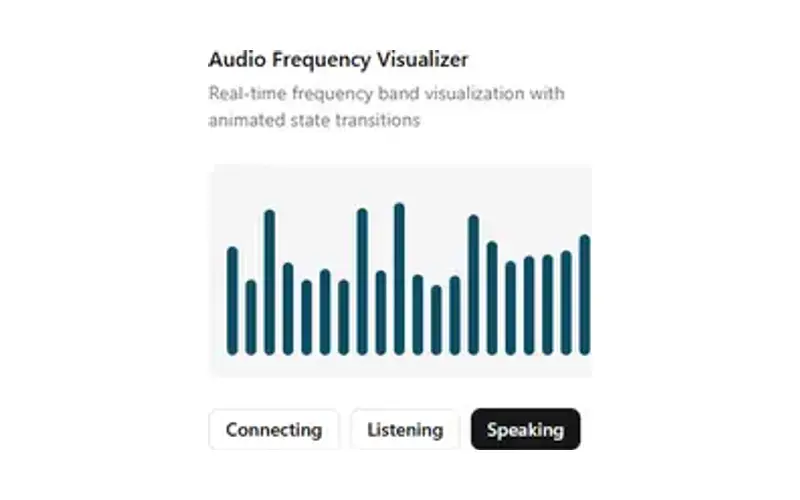 Audio Frequency Visualizer
Real-time frequency band visualization with
animated state transitions
Connecting
Listening
Speaking